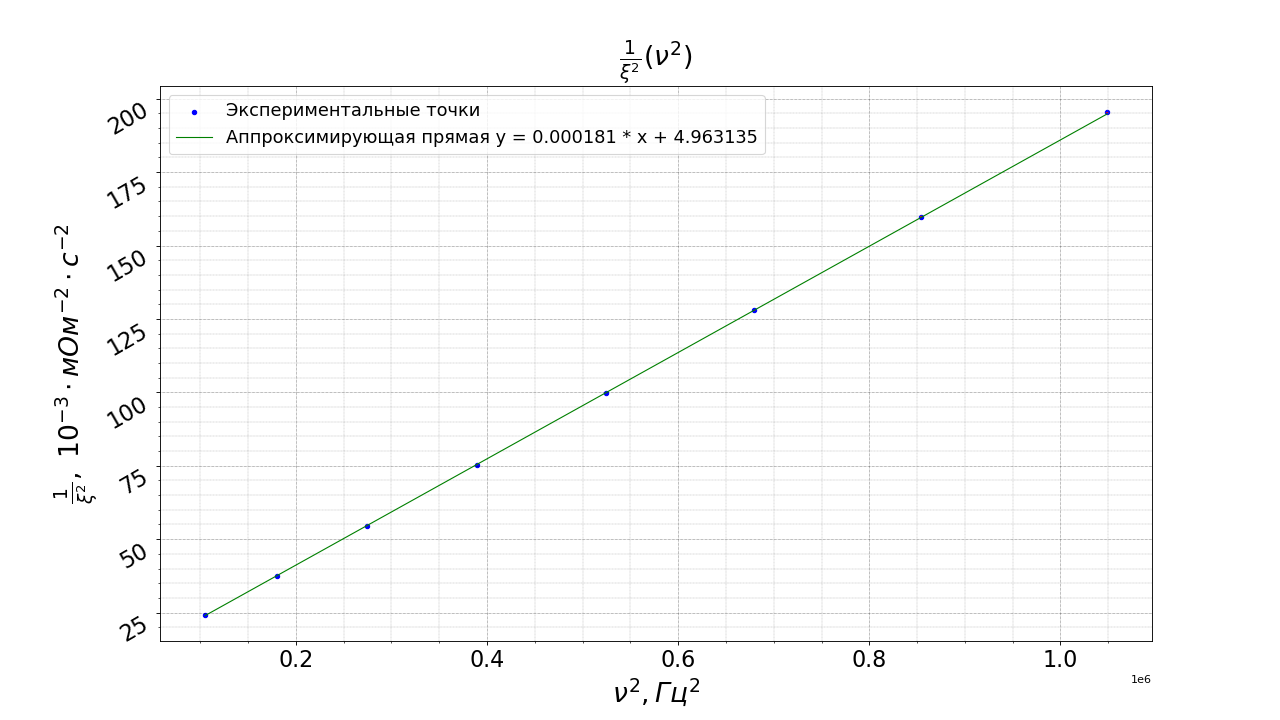 1/ξ² (ν²)
Экспериментальные точки
Аппроксимирующая прямая y = 0.000181 * x + 4.963135
200
175
150
125
100
75
50
25
1/ξ², 10⁻³ · мОм⁻² · с⁻²
0.2 0.4 0.6 0.8 1.0
1e6
ν², Гц²